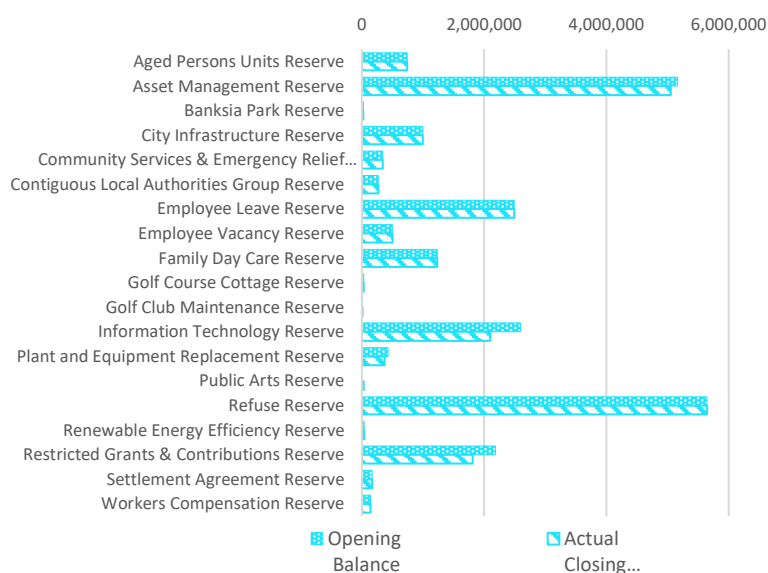 0 2,000,000 4,000,000 6,000,000
Aged Persons Units Reserve
Asset Management Reserve
Banksia Park Reserve
City Infrastructure Reserve
Community Services & Emergency Relief...
Contiguous Local Authorities Group Reserve
Employee Leave Reserve
Employee Vacancy Reserve
Family Day Care Reserve
Golf Course Cottage Reserve
Golf Club Maintenance Reserve
Information Technology Reserve
Plant and Equipment Replacement Reserve
Public Arts Reserve
Refuse Reserve
Renewable Energy Efficiency Reserve
Restricted Grants & Contributions Reserve
Settlement Agreement Reserve
Workers Compensation Reserve
Opening
Balance
Actual
Closing...